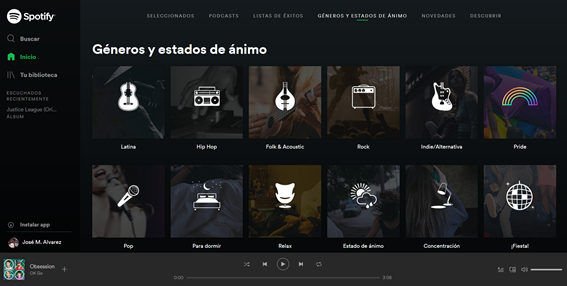 Spotify
SELECCIONADOS PODCASTS LISTAS DE ÉXITOS GÉNEROS Y ESTADOS DE ÁNIMO NOVEDADES DESCUBRIR
Buscar
Inicio
Tu biblioteca
ESCUCHADOS RECIENTEMENTE
Justice League (Ori...
ÁLBUM
Géneros y estados de ánimo
Latina Hip Hop Folk & Acoustic Rock Indie/Alternativa Pride
Pop Para dormir Relax Estado de ánimo Concentración ¡Fiesta!
Instalar app
José M. Alvarez
Obsession
OK Go
0:00 3:08